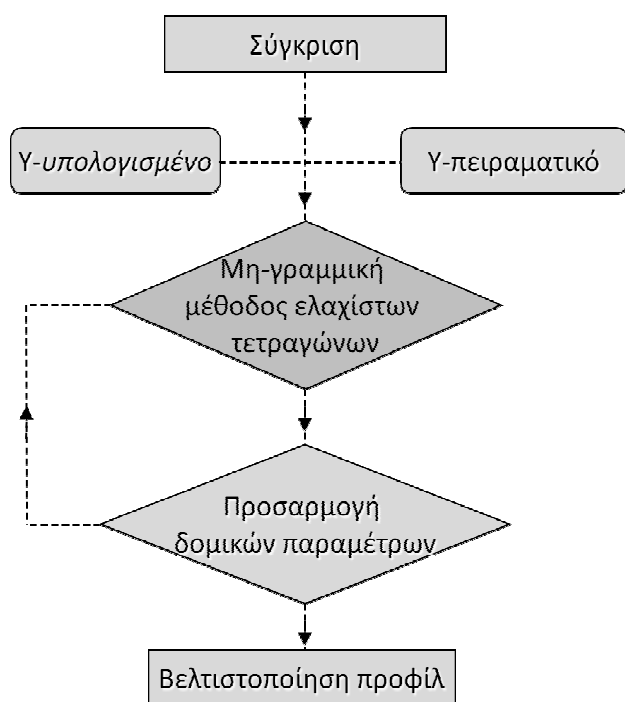 Σύγκριση
Υ-υπολογισμένο
Υ-πειραματικό
Μη-γραμμική
μέθοδος ελαχίστων
τετραγώνων
Προσαρμογή
δομικών παραμέτρων
Βελτιστοποίηση προφίλ